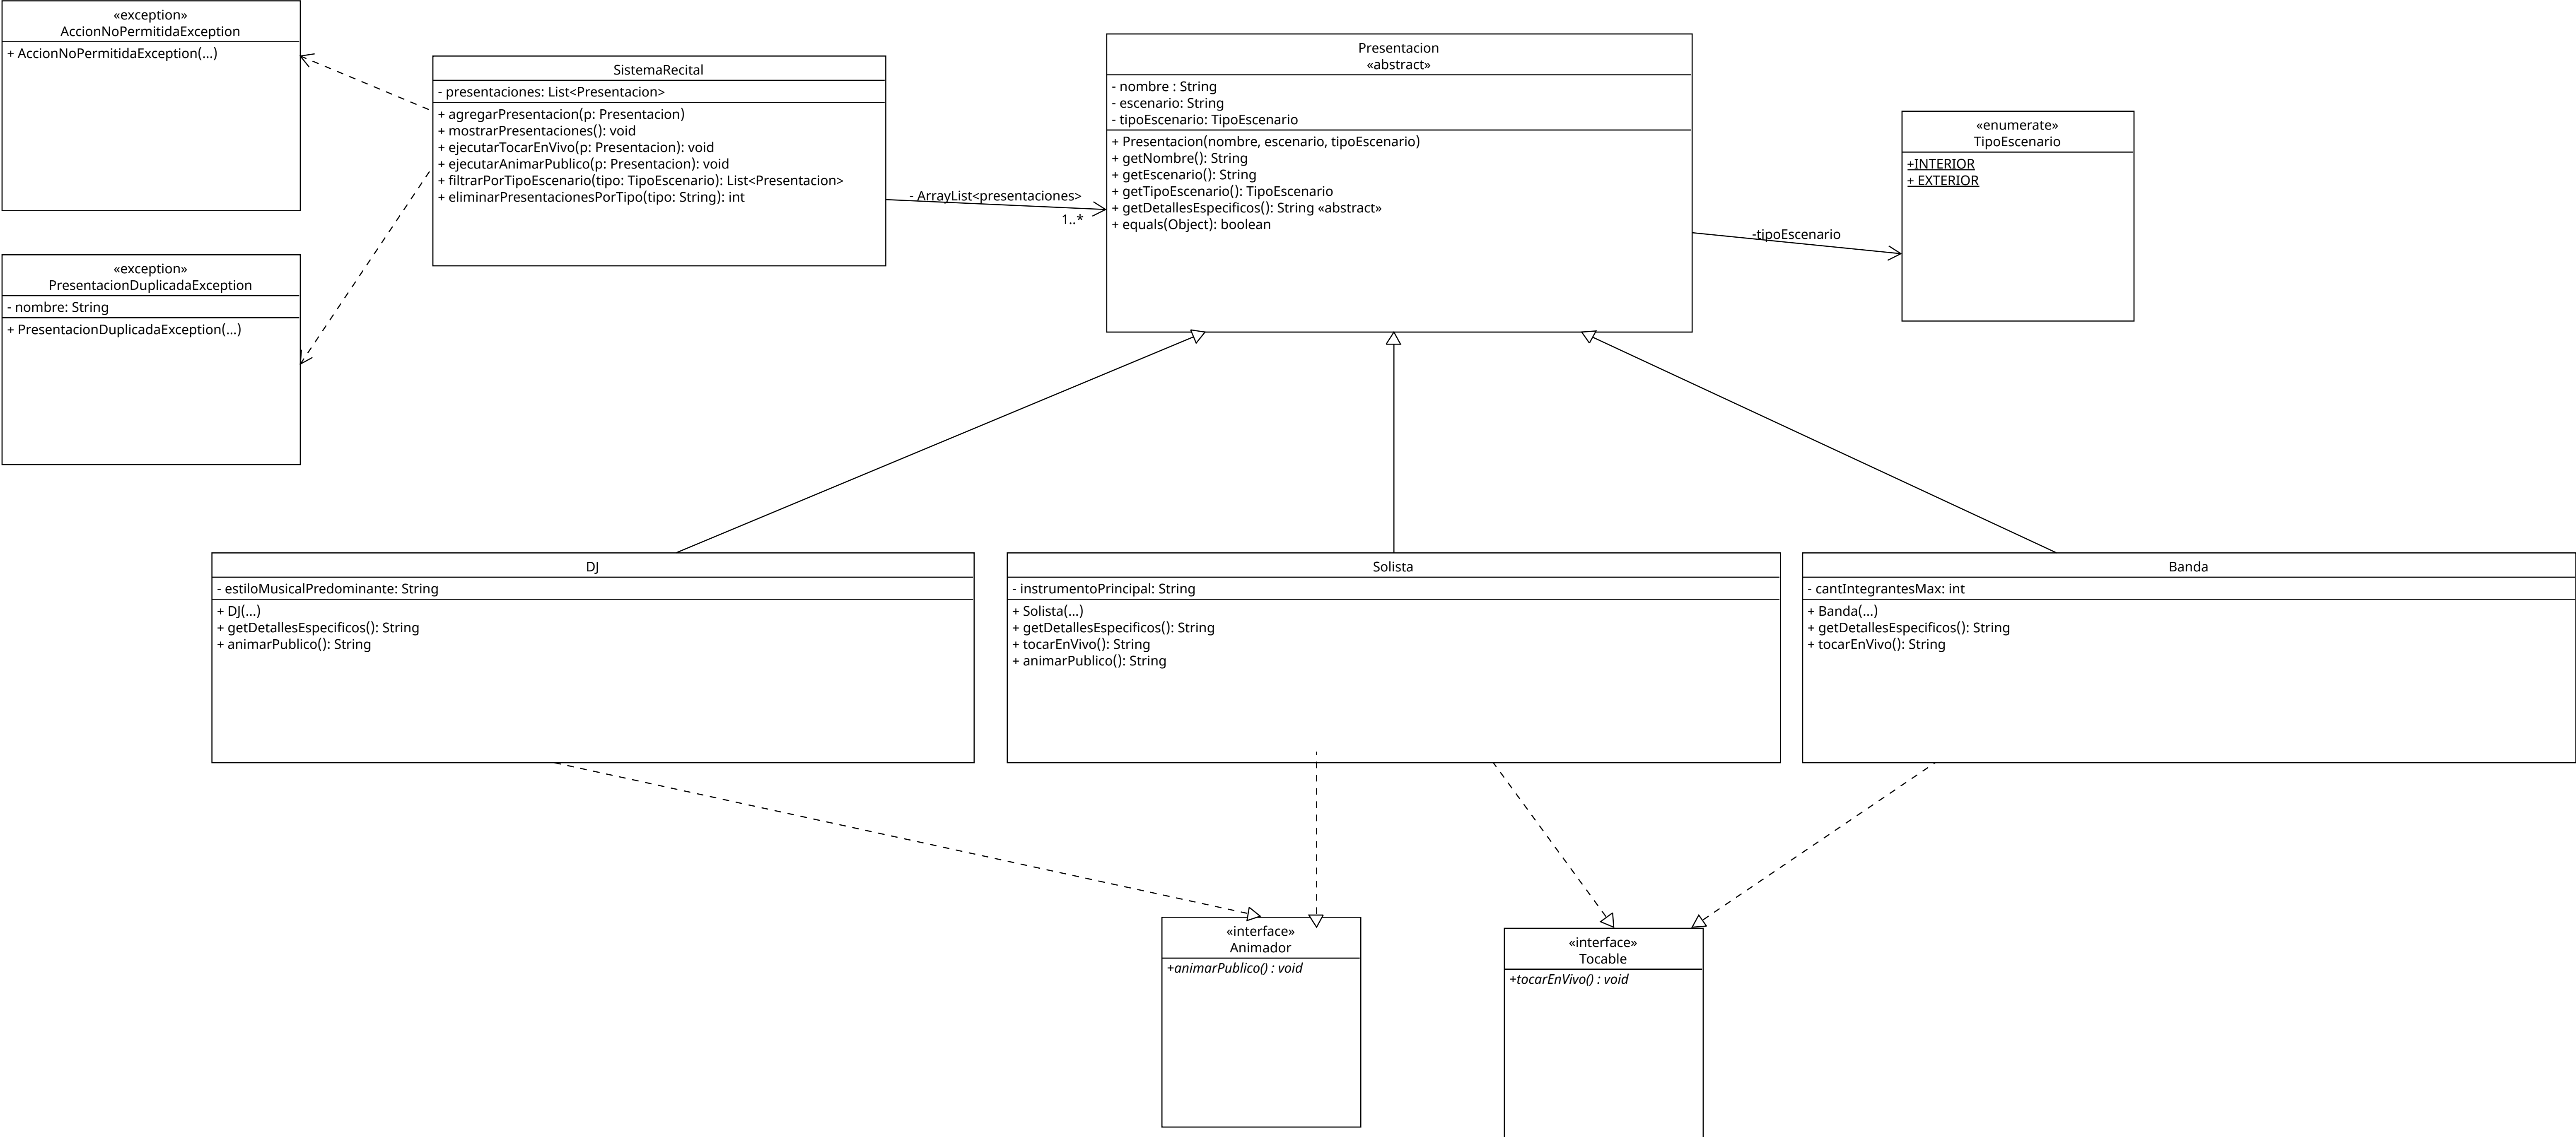 «exception»
AccionNoPermitidaException
+ AccionNoPermitidaException(...)
SistemaRecital
- presentaciones: List<Presentacion>
+ agregarPresentacion(p: Presentacion)
+ mostrarPresentaciones(): void
+ ejecutarTocarEnVivo(p: Presentacion): void
+ ejecutarAnimarPublico(p: Presentacion): void
+ filtrarPorTipoEscenario(tipo: TipoEscenario): List<Presentacion>
+ eliminarPresentacionesPorTipo(tipo: String): int
- ArrayList<presentaciones>
1..*
Presentacion
«abstract»
- nombre : String
- escenario: String
- tipoEscenario: TipoEscenario
+ Presentacion(nombre, escenario, tipoEscenario)
+ getNombre(): String
+ getEscenario(): String
+ getTipoEscenario(): TipoEscenario
+ getDetallesEspecificos(): String «abstract»
+ equals(Object): boolean
-tipoEscenario
«enumerate»
TipoEscenario
+INTERIOR
+ EXTERIOR
«exception»
PresentacionDuplicadaException
- nombre: String
+ PresentacionDuplicadaException(...)
DJ
- estiloMusicalPredominante: String
+ DJ(...)
+ getDetallesEspecificos(): String
+ animarPublico(): String
Solista
- instrumentoPrincipal: String
+ Solista(...)
+ getDetallesEspecificos(): String
+ tocarEnVivo(): String
+ animarPublico(): String
Banda
- cantIntegrantesMax: int
+ Banda(...)
+ getDetallesEspecificos(): String
+ tocarEnVivo(): String
«interface»
Animador
+animarPublico() : void
«interface»
Tocable
+tocarEnVivo() : void